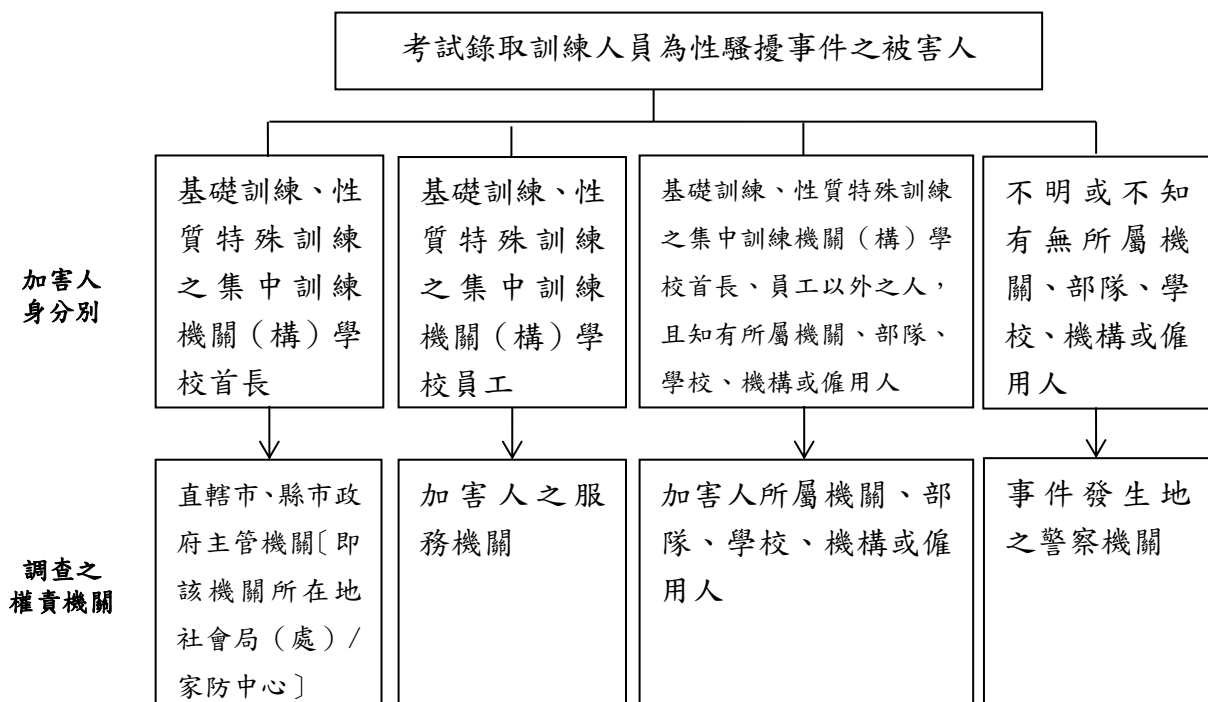 考試錄取訓練人員為性騷擾事件之被害人
加害人
身分別
基礎訓練、性
質特殊訓練
之集中訓練
機關（構）學
校首長
基礎訓練、性
質特殊訓練
之集中訓練
機關（構）學
校員工
基礎訓練、性質特殊訓練
之集中訓練機關（構）學
校首長、員工以外之人，
且知有所屬機關、部隊、
學校、機構或僱用人
不明或不知
有無所屬機
關、部隊、學
校、機構或僱
用人
調查之
權責機關
直轄市、縣市政
府主管機關〔即
該機關所在地
社會局（處）/
家防中心〕
加害人之服
務機關
加害人所屬機關、部
隊、學校、機構或僱
用人
事件發生地
之警察機關